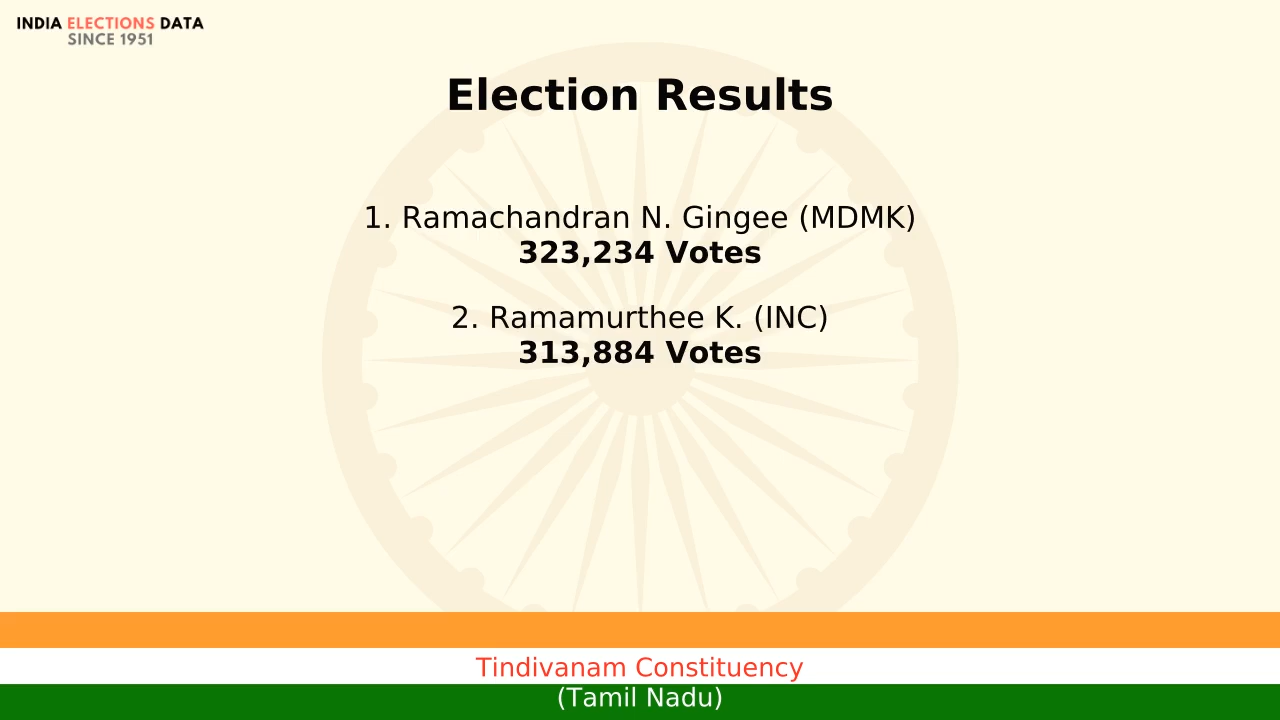 INDIA ELECTIONS DATA
SINCE 1951
Election Results
1. Ramachandran N. Gingee (MDMK)
323,234 Votes
2. Ramamurthee K. (INC)
313,884 Votes
Tindivanam Constituency
(Tamil Nadu)